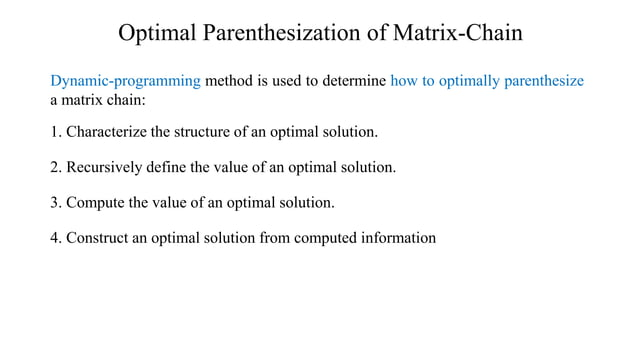 Optimal Parenthesization of Matrix-Chain
Dynamic-programming method is used to determine how to optimally parenthesize
a matrix chain:
1. Characterize the structure of an optimal solution.
2. Recursively define the value of an optimal solution.
3. Compute the value of an optimal solution.
4. Construct an optimal solution from computed information